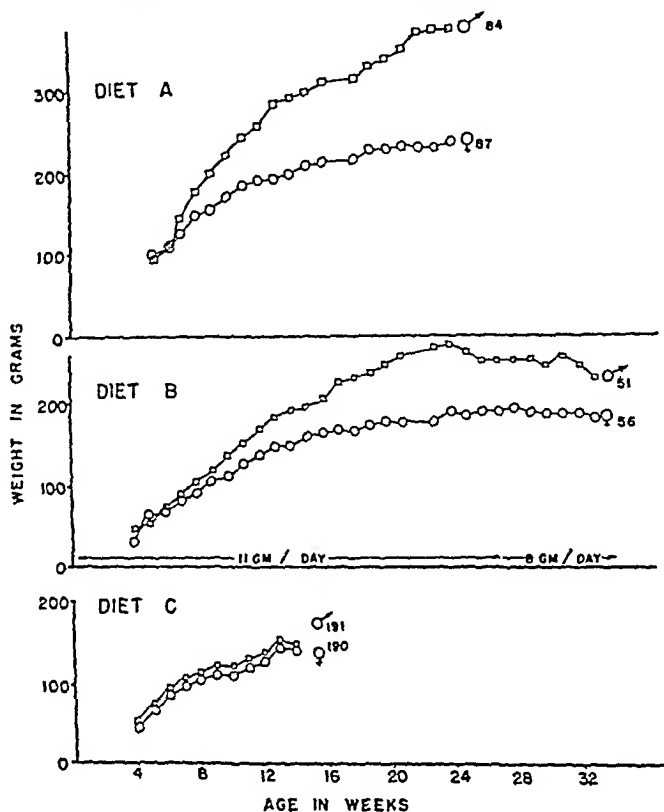 DIET A
300
200
100
0
♂ 84
♀ 87
WEIGHT IN GRAMS
DIET B
200
100
0
♂ 51
♀ 56
11 GM / DAY
8 GM / DAY
DIET C
200
100
0
♂ 191
♀ 190
4 8 12 16 20 24 28 32
AGE IN WEEKS